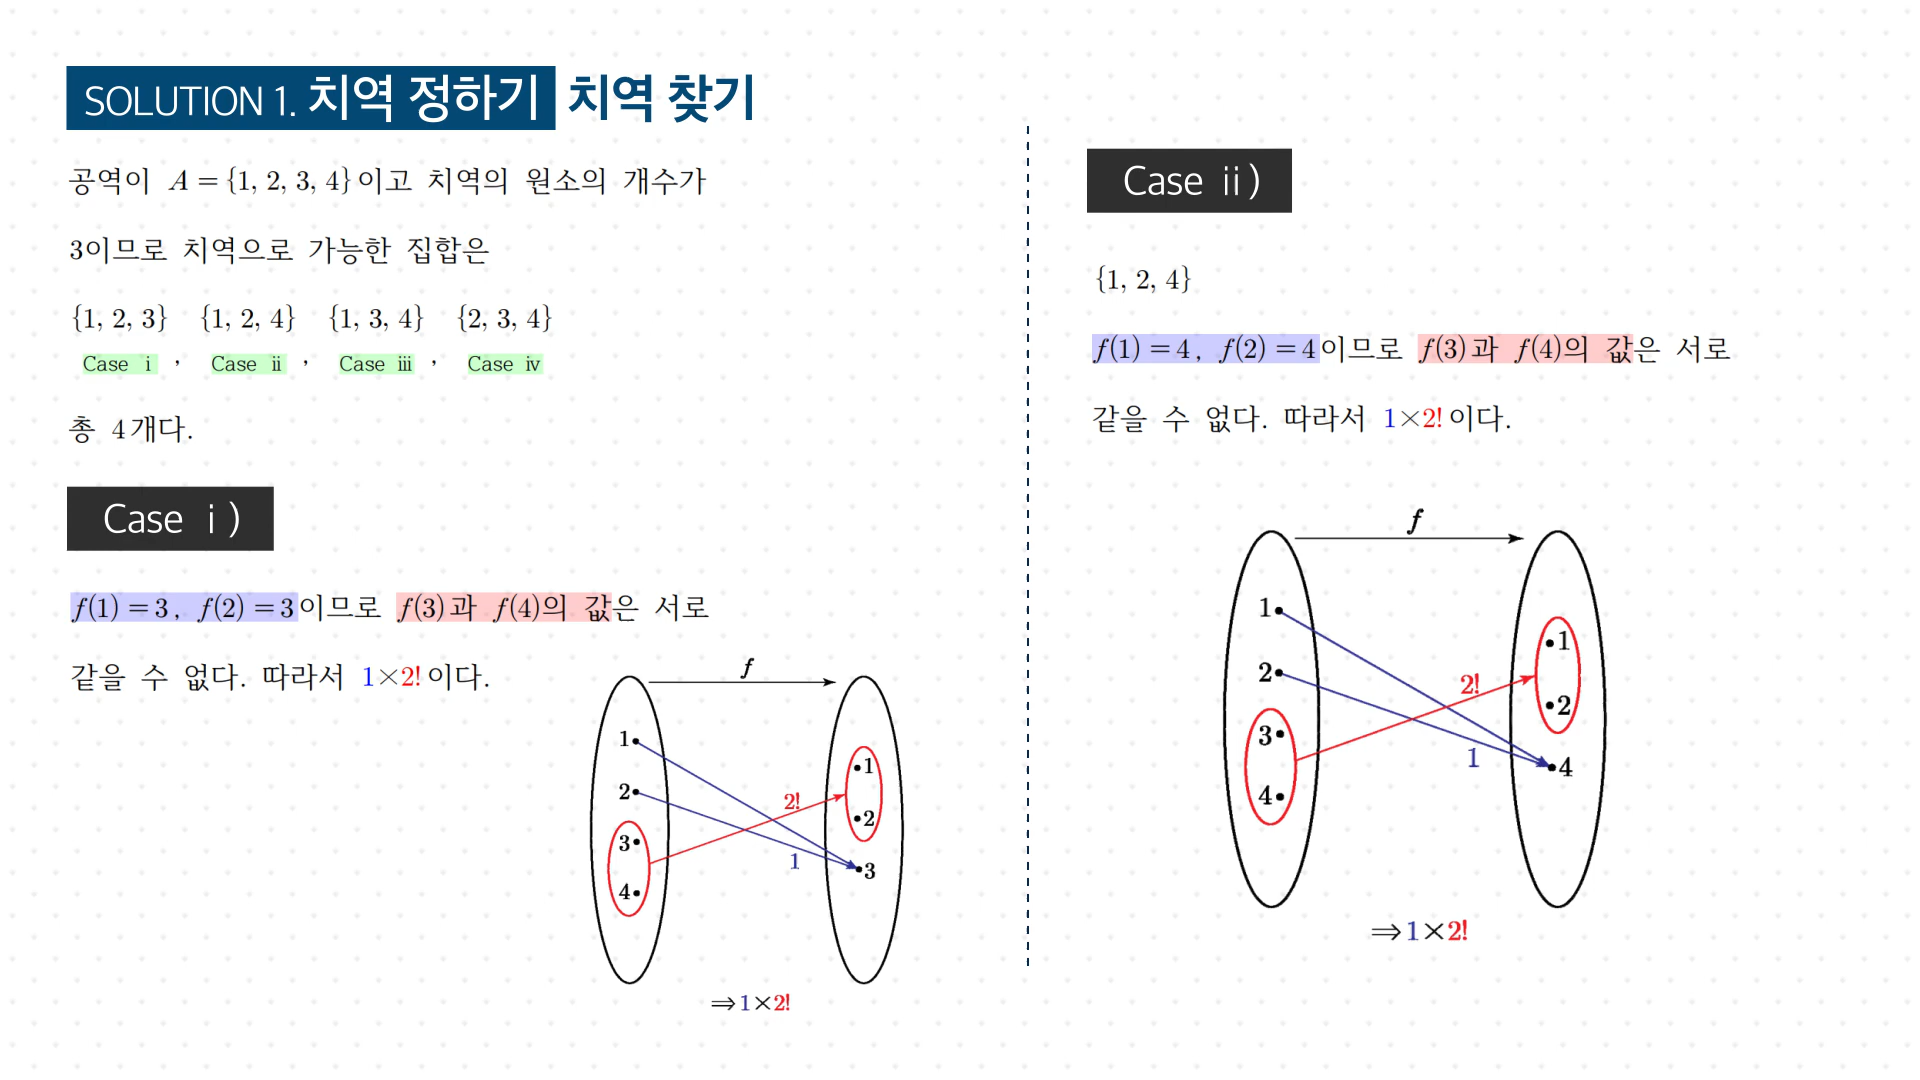 SOLUTION 1. 치역 정하기 치역 찾기
공역이 A = {1, 2, 3, 4}이고 치역의 원소의 개수가
3이므로 치역으로 가능한 집합은
{1, 2, 3} {1, 2, 4} {1, 3, 4} {2, 3, 4}
Case ⅰ , Case ⅱ , Case ⅲ , Case ⅳ
총 4개다.
Case ⅰ)
f(1) = 3, f(2) = 3이므로 f(3)과 f(4)의 값은 서로
같을 수 없다. 따라서 1×2!이다.
f
1
2
3
4
2!
1
1
2
3
⇒1×2!
Case ⅱ)
{1, 2, 4}
f(1) = 4, f(2) = 4이므로 f(3)과 f(4)의 값은 서로
같을 수 없다. 따라서 1×2!이다.
f
1
2
3
4
2!
1
1
2
4
⇒1×2!